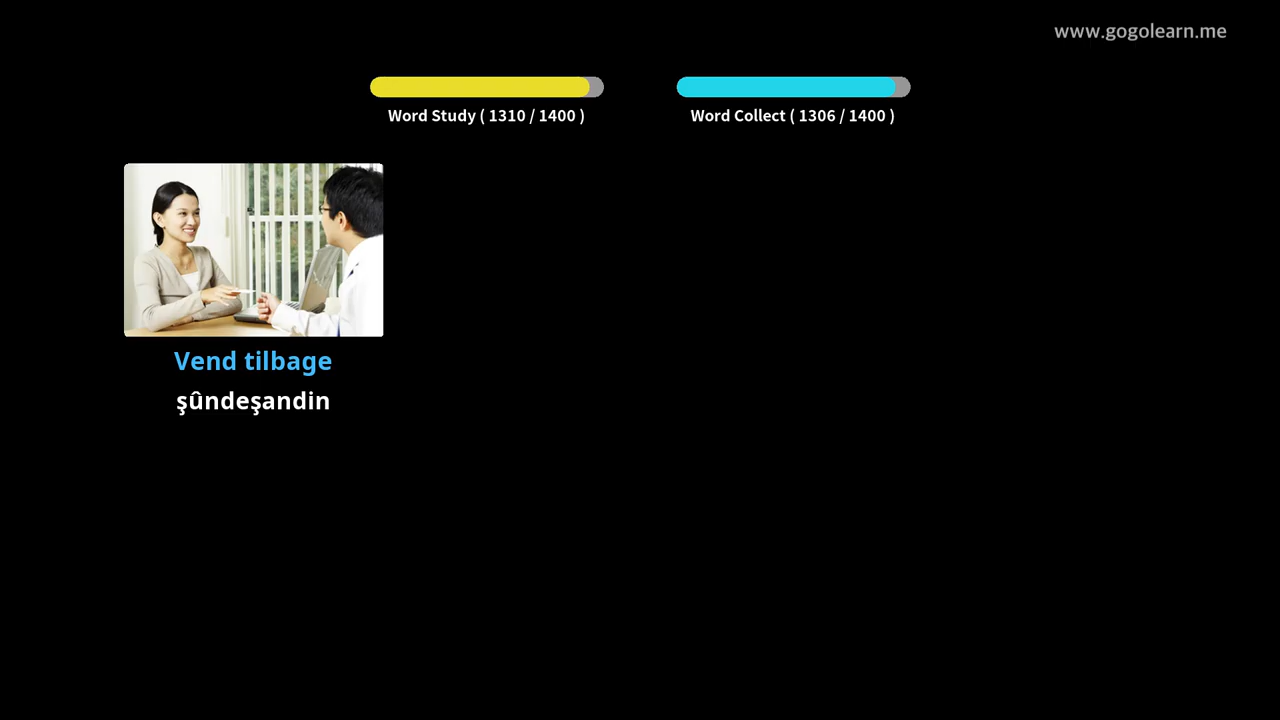 www.gogolearn.me
Word Study ( 1310 / 1400 )
Word Collect ( 1306 / 1400 )
Vend tilbage
şûndeşandin